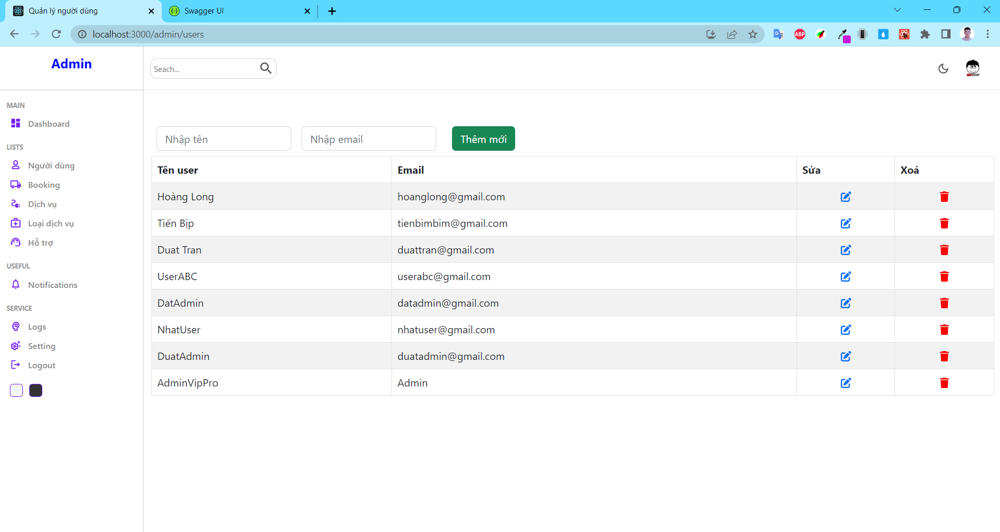 Quản lý người dùng
Swagger UI
localhost:3000/admin/users
ABP
Admin
Seach...
MAIN
Dashboard
LISTS
Người dùng
Booking
Dịch vụ
Loại dịch vụ
Hỗ trợ
USEFUL
Notifications
SERVICE
Logs
Setting
Logout
Nhập tên Nhập email Thêm mới
Tên user Email Sửa Xoá
Hoàng Long hoanglong@gmail.com
Tiến Bịp tienbimbim@gmail.com
Duat Tran duattran@gmail.com
UserABC userabc@gmail.com
DatAdmin datadmin@gmail.com
NhatUser nhatuser@gmail.com
DuatAdmin duatadmin@gmail.com
AdminVipPro Admin